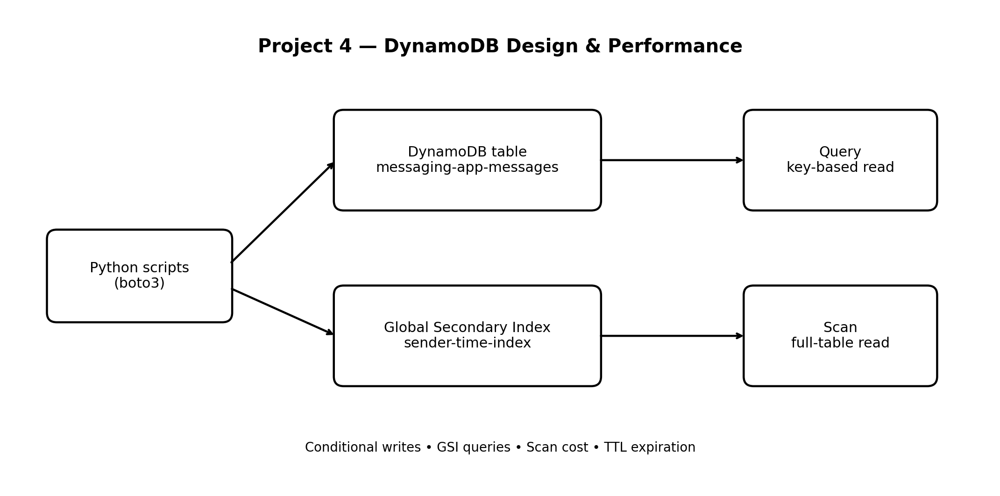 Project 4 — DynamoDB Design & Performance
DynamoDB table
messaging-app-messages
Query
key-based read
Python scripts
(boto3)
Global Secondary Index
sender-time-index
Scan
full-table read
Conditional writes • GSI queries • Scan cost • TTL expiration